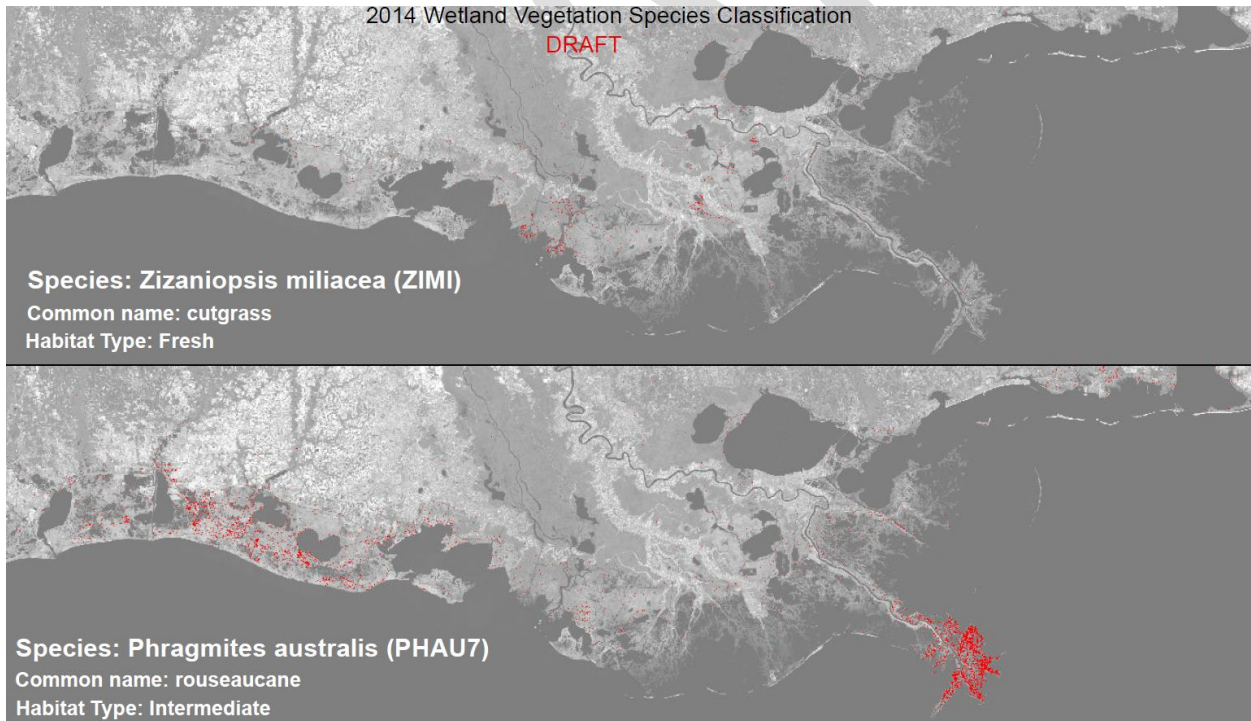 2014 Wetland Vegetation Species Classification
DRAFT
Species: Zizaniopsis miliacea (ZIMI)
Common name: cutgrass
Habitat Type: Fresh
Species: Phragmites australis (PHAU7)
Common name: rouseaucane
Habitat Type: Intermediate